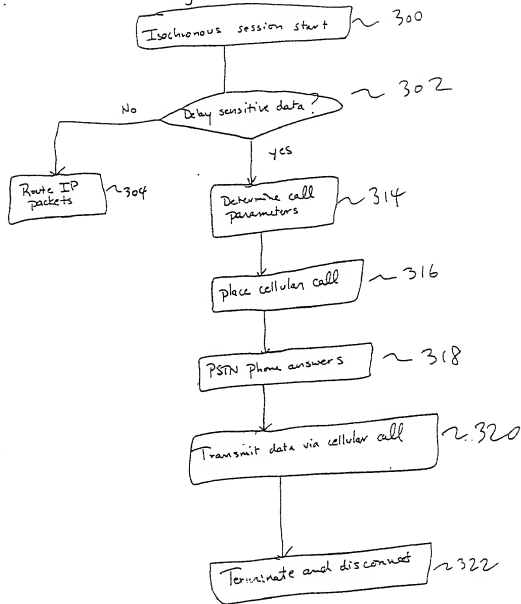 Isochronous session start
300
Delay sensitive data?
302
No
yes
Route IP
packets
304
Determine call
parameters
314
place cellular call
316
PSTN Phone answers
318
Transmit data via cellular call
320
Terminate and disconnect
322